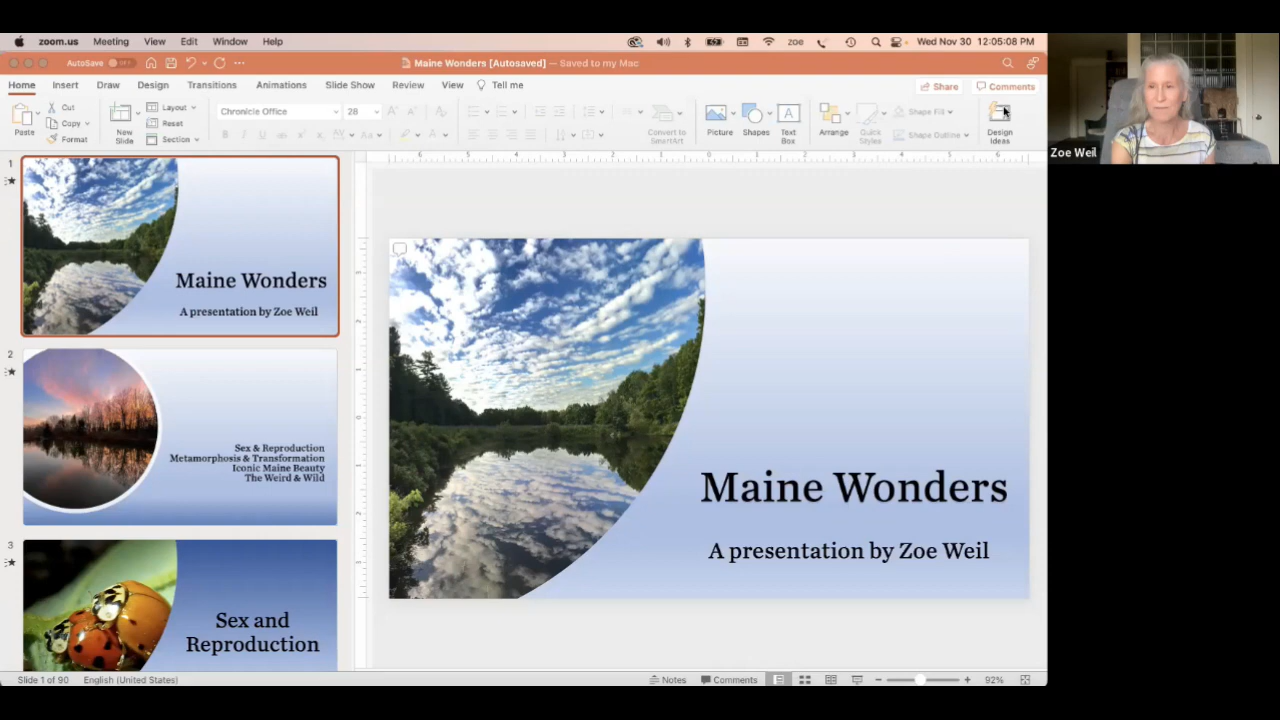 zoom.us Meeting View Edit Window Help zoe Wed Nov 30 12:05:08 PM
AutoSave OFF Maine Wonders [Autosaved] — Saved to my Mac
Home Insert Draw Design Transitions Animations Slide Show Review View Tell me Share Comments
Paste Cut Copy Format New Slide Layout Reset Section Chronicle Office 28 Convert to SmartArt Picture Shapes Text Box Arrange Quick Styles Shape Fill Shape Outline Design Ideas
Zoe Weil
1
Maine Wonders
A presentation by Zoe Weil
2
Sex & Reproduction
Metamorphosis & Transformation
Iconic Maine Beauty
The Weird & Wild
3
Sex and
Reproduction
Maine Wonders
A presentation by Zoe Weil
Slide 1 of 90 English (United States) Notes Comments 92%